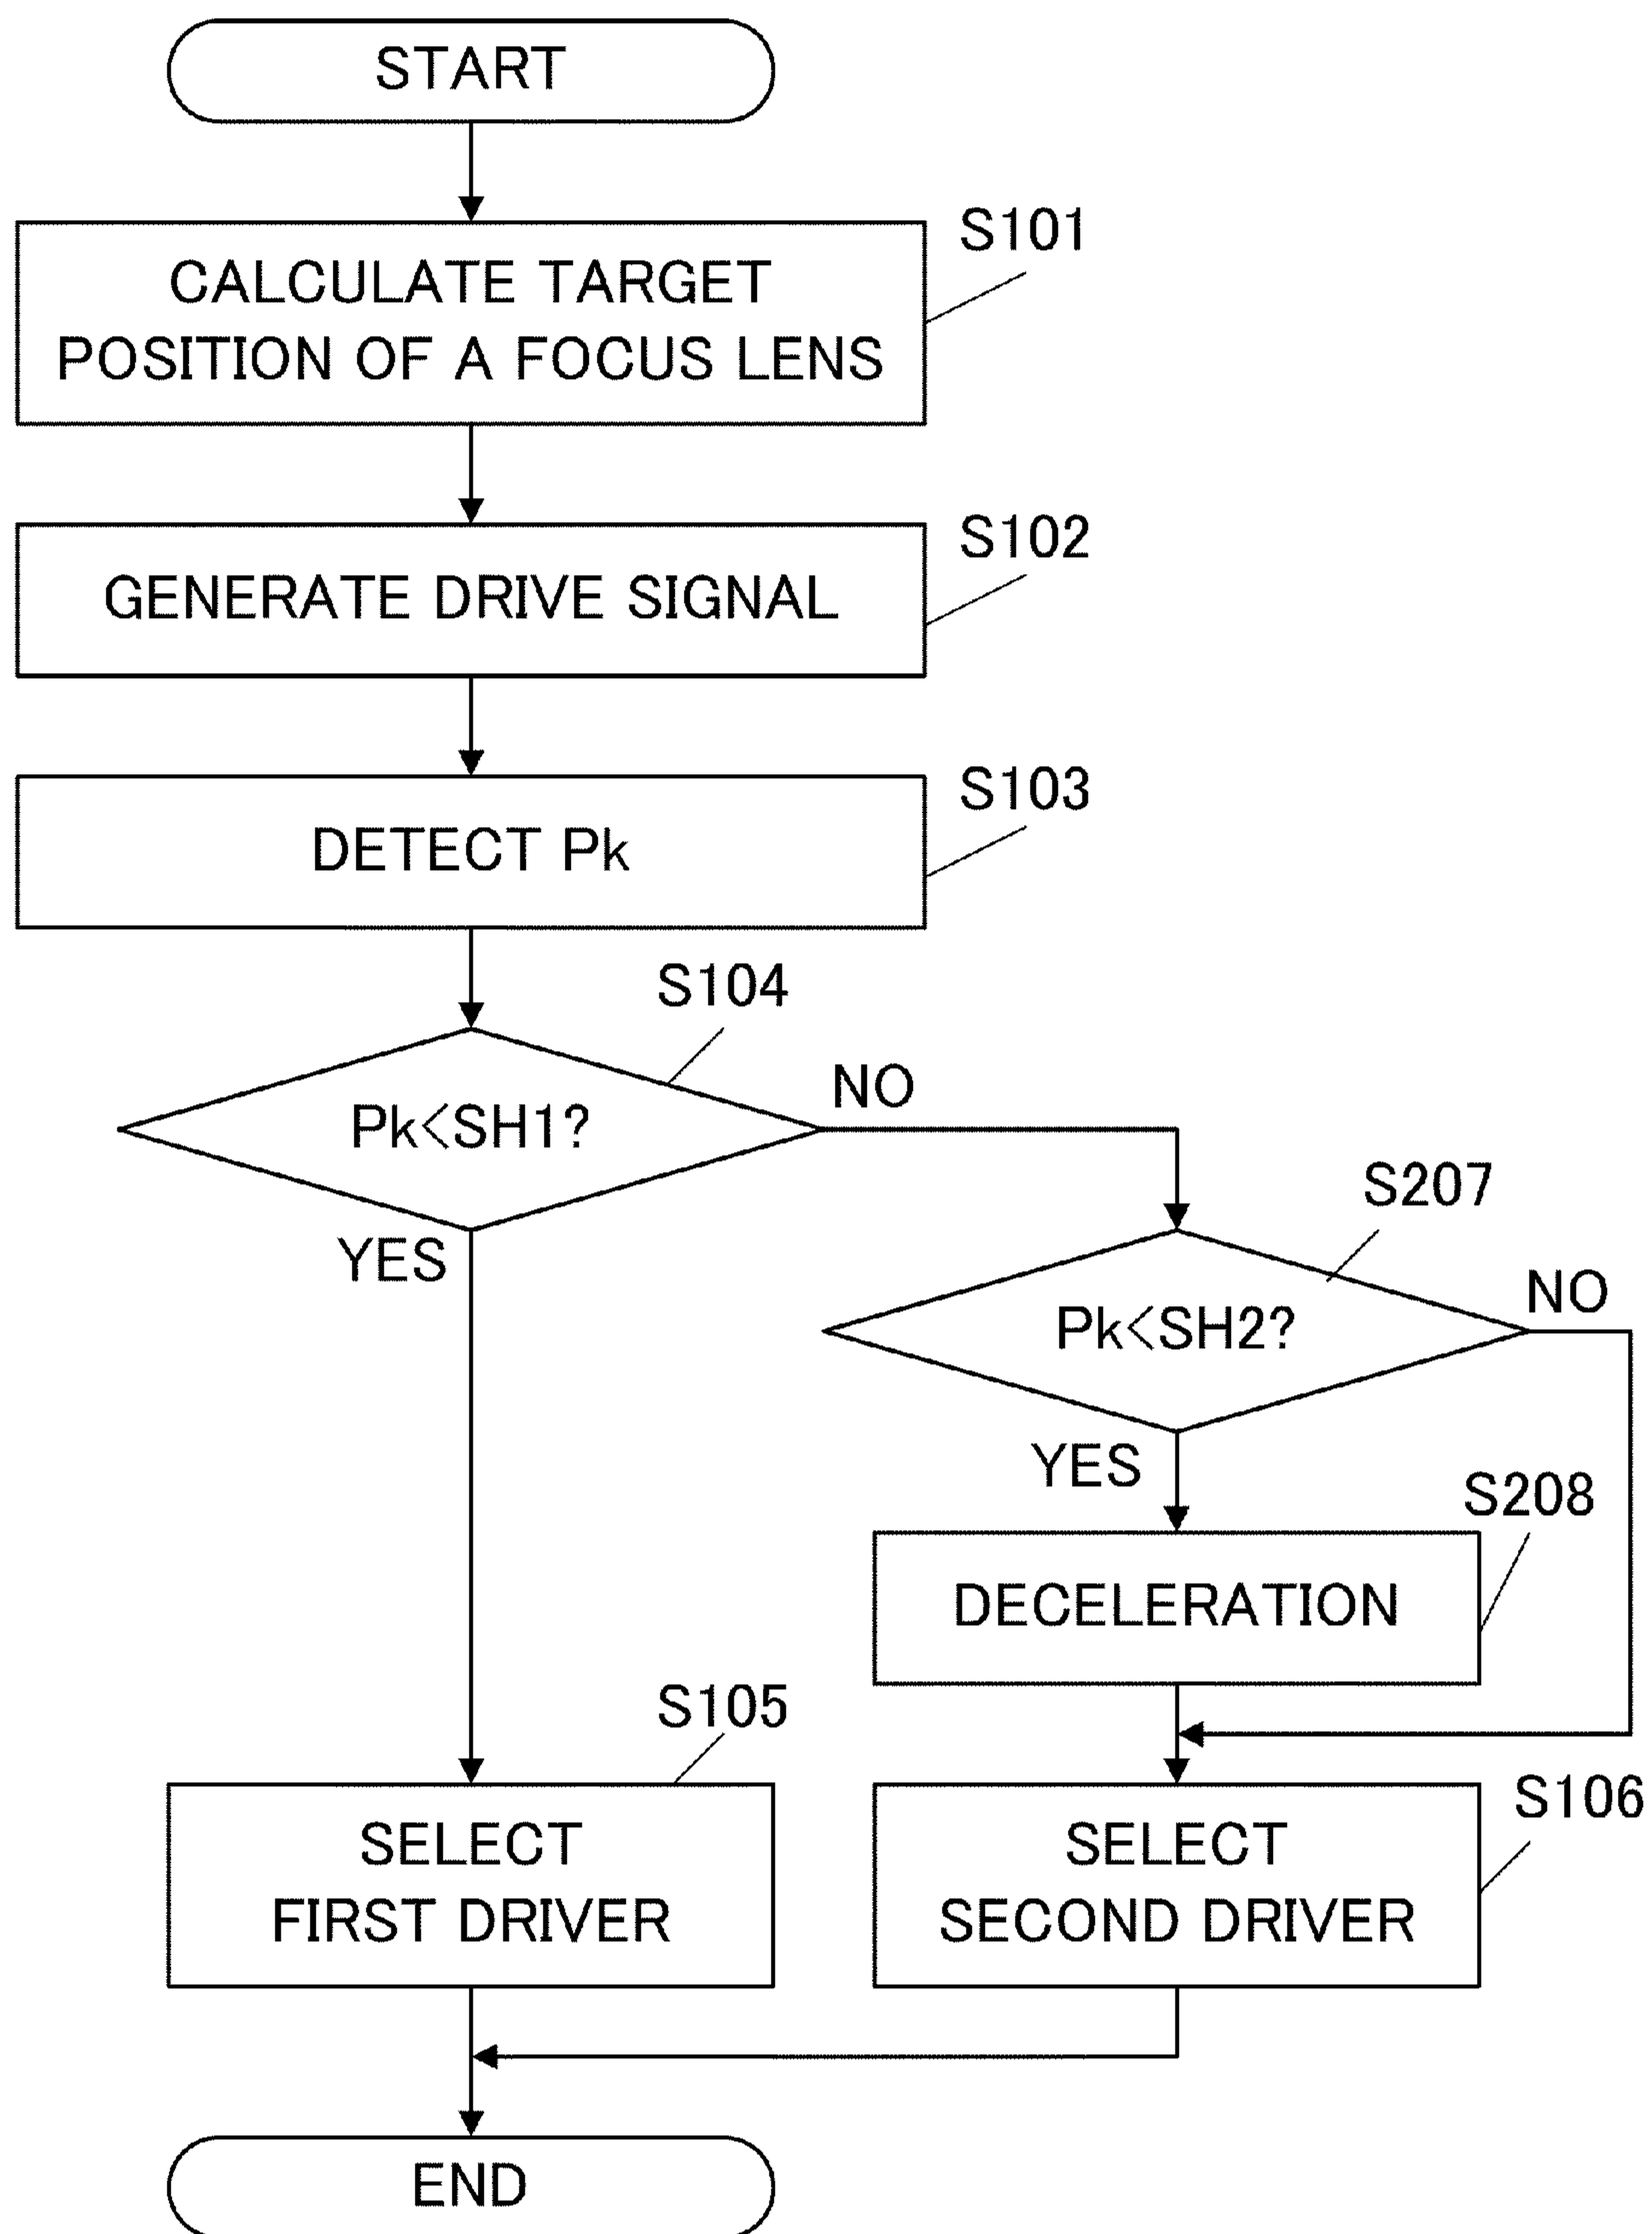 START
S101
CALCULATE TARGET
POSITION OF A FOCUS LENS
S102
GENERATE DRIVE SIGNAL
S103
DETECT Pk
S104
Pk<SH1?
NO
YES
S207
Pk<SH2?
NO
YES
S208
DECELERATION
S105
SELECT
FIRST DRIVER
S106
SELECT
SECOND DRIVER
END